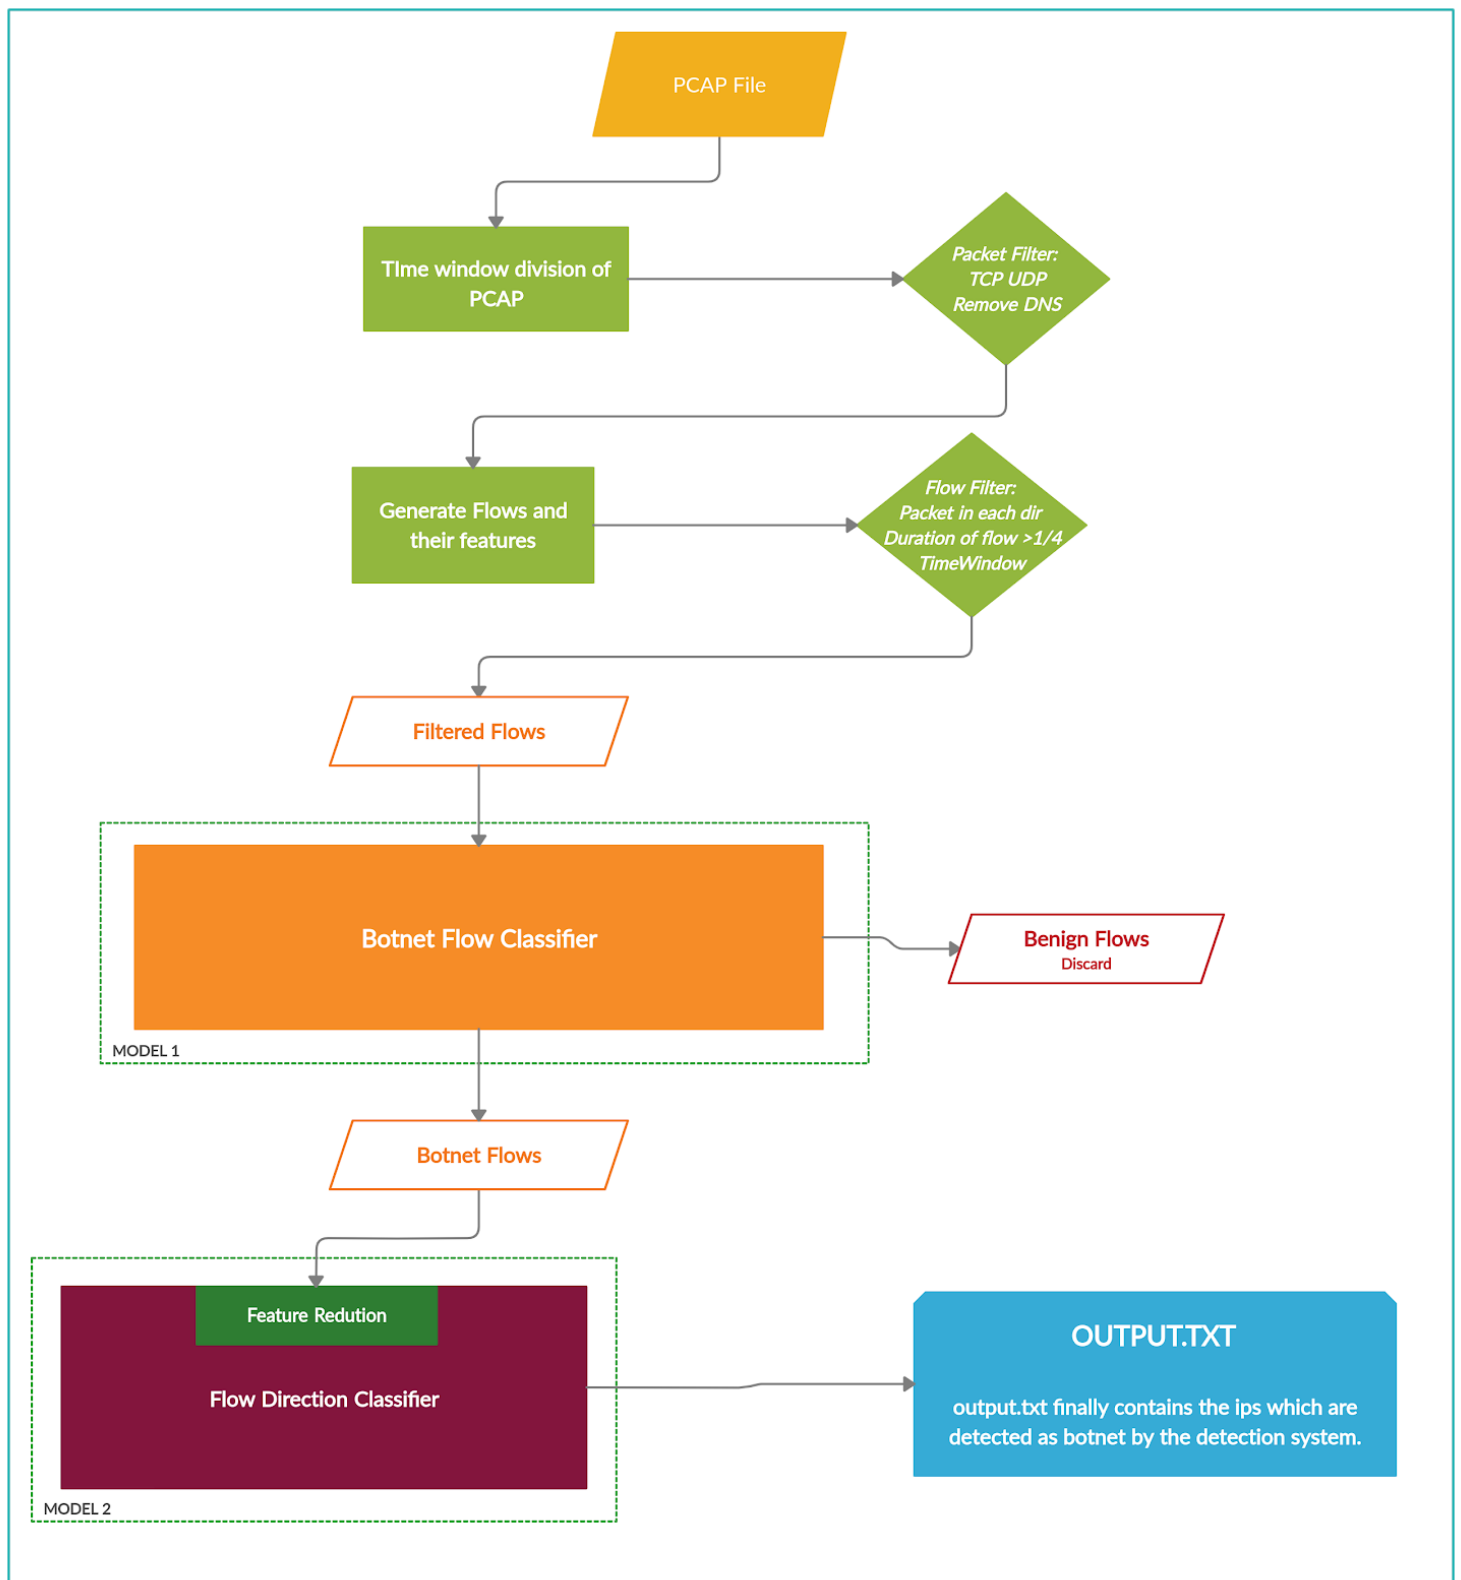 PCAP File
TIme window division of
PCAP
Packet Filter:
TCP UDP
Remove DNS
Generate Flows and
their features
Flow Filter:
Packet in each dir
Duration of flow >1/4
TimeWindow
Filtered Flows
Botnet Flow Classifier
MODEL 1
Benign Flows
Discard
Botnet Flows
Feature Redution
Flow Direction Classifier
MODEL 2
OUTPUT.TXT
output.txt finally contains the ips which are
detected as botnet by the detection system.